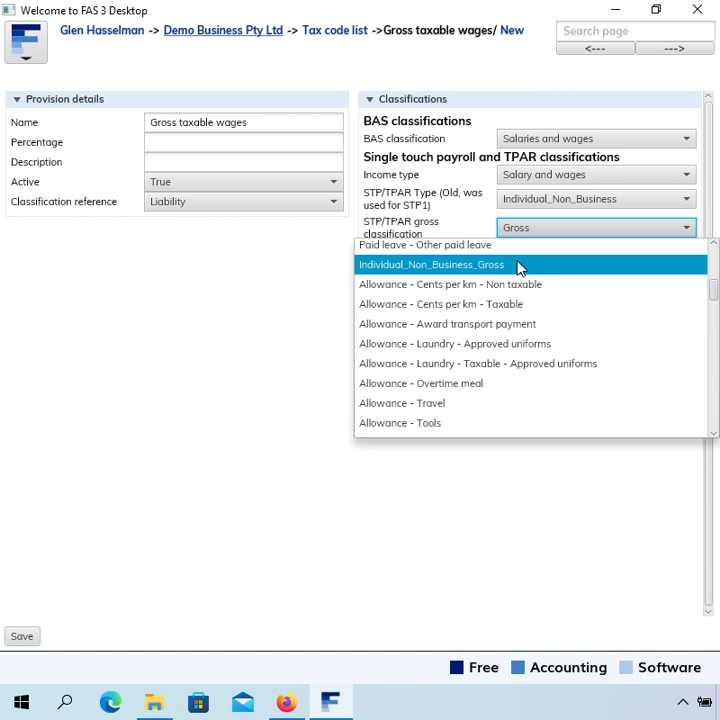 Welcome to FAS 3 Desktop
Glen Hasselman -> Demo Business Pty Ltd -> Tax code list ->Gross taxable wages/ New
Search page
<---
--->
Provision details
Name
Gross taxable wages
Percentage
Description
Active
True
Classification reference
Liability
Classifications
BAS classifications
BAS classification
Salaries and wages
Single touch payroll and TPAR classifications
Income type
Salary and wages
STP/TPAR Type (Old, was
used for STP1)
Individual_Non_Business
STP/TPAR gross
classification
Gross
Paid leave - Other paid leave
Individual_Non_Business_Gross
Allowance - Cents per km - Non taxable
Allowance - Cents per km - Taxable
Allowance - Award transport payment
Allowance - Laundry - Approved uniforms
Allowance - Laundry - Taxable - Approved uniforms
Allowance - Overtime meal
Allowance - Travel
Allowance - Tools
Save
Free
Accounting
Software